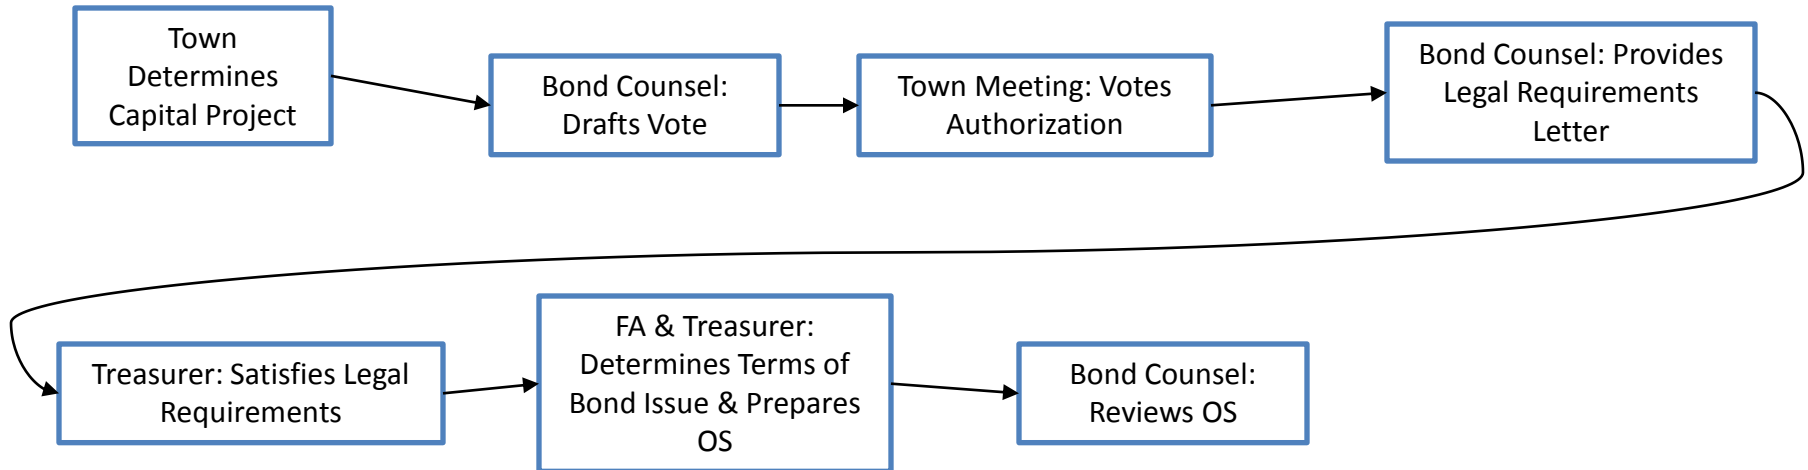 Town
Determines
Capital Project
Bond Counsel:
Drafts Vote
Town Meeting: Votes
Authorization
Bond Counsel: Provides
Legal Requirements
Letter
Treasurer: Satisfies Legal
Requirements
FA & Treasurer:
Determines Terms of
Bond Issue & Prepares
OS
Bond Counsel:
Reviews OS